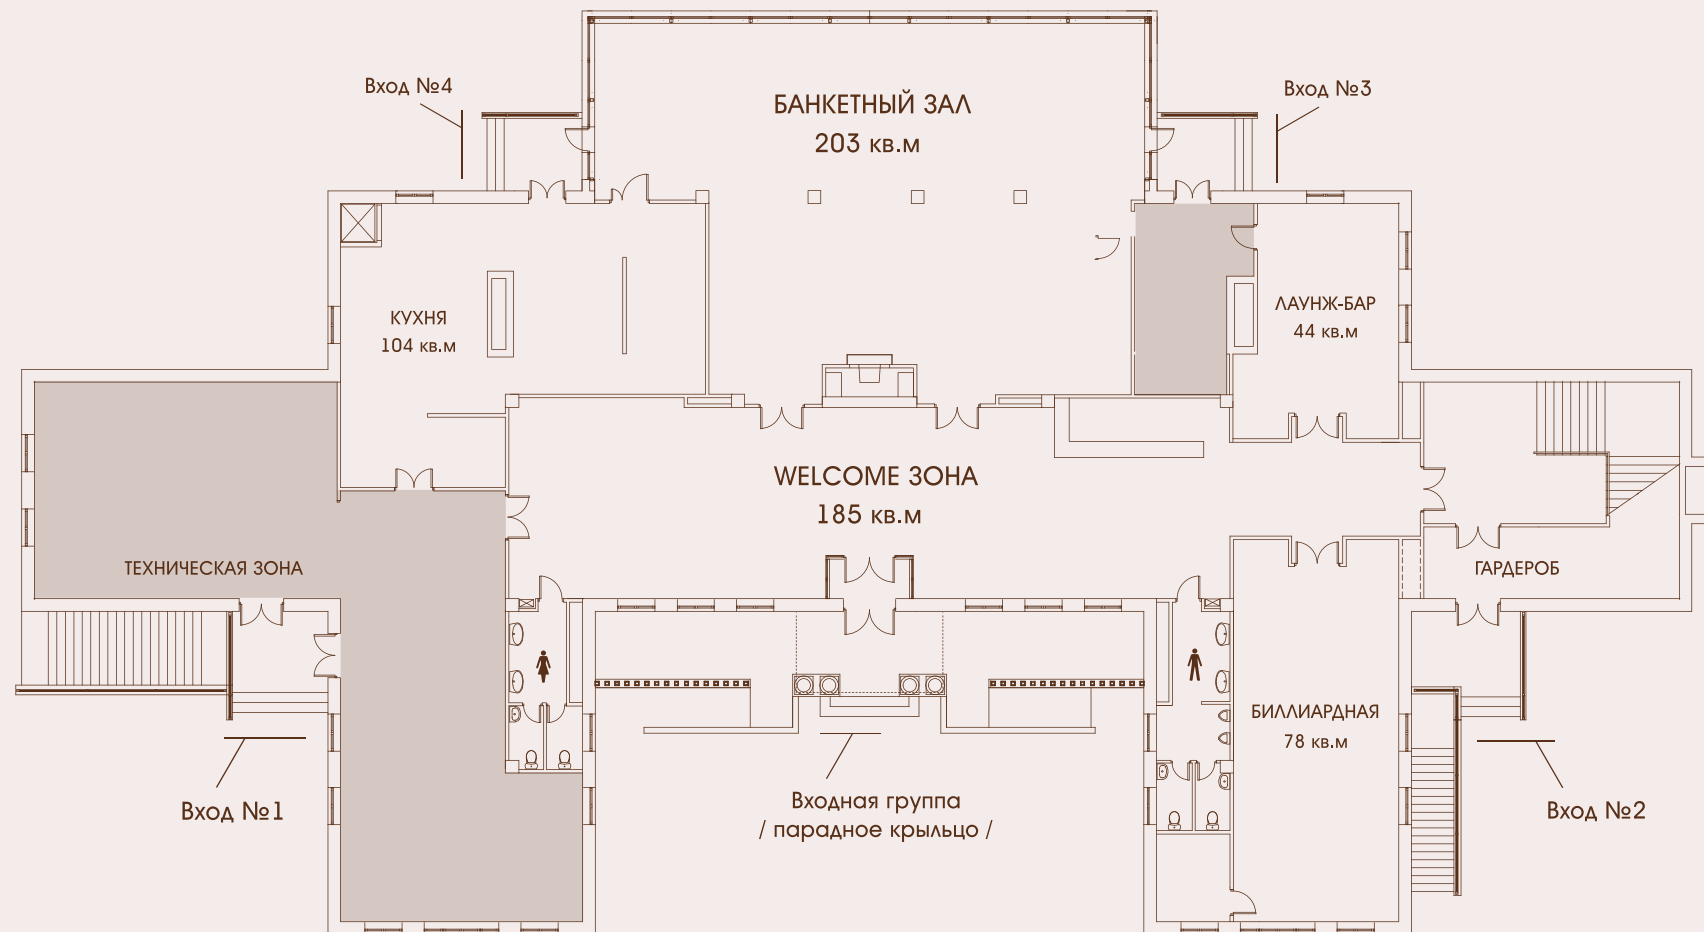 Вход №4
Вход №3
БАНКЕТНЫЙ ЗАЛ
203 кв.м
КУХНЯ
104 кв.м
ЛАУНЖ-БАР
44 кв.м
WELCOME ЗОНА
185 кв.м
ТЕХНИЧЕСКАЯ ЗОНА
ГАРДЕРОБ
БИЛЛИАРДНАЯ
78 кв.м
Вход №1
Входная группа
/ парадное крыльцо /
Вход №2